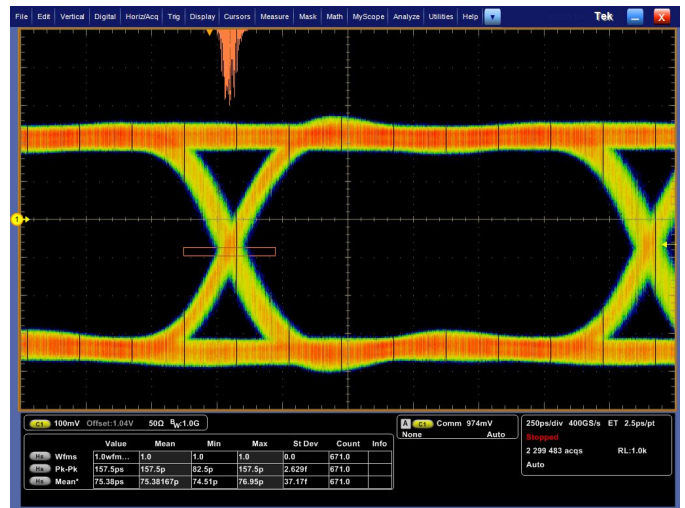 File Edit Vertical Digital Horiz/Acq Trig Display Cursors Measure Mask Math MyScope Analyze Utilities Help Tek X
1
C1 100mV Offset:1.04V 50Ω BW:1.0G
A C1 Comm 974mV
None Auto
250ps/div 400GS/s ET 2.5ps/pt
Stopped
2 299 483 acqs RL:1.0k
Auto
Value Mean Min Max St Dev Count Info
Hs Wfms 1.0wfm... 1.0 1.0 1.0 0.0 671.0
Hs Pk-Pk 157.5ps 157.5p 82.5p 157.5p 2.629f 671.0
Hs Mean* 75.38ps 75.38167p 74.51p 76.95p 37.17f 671.0